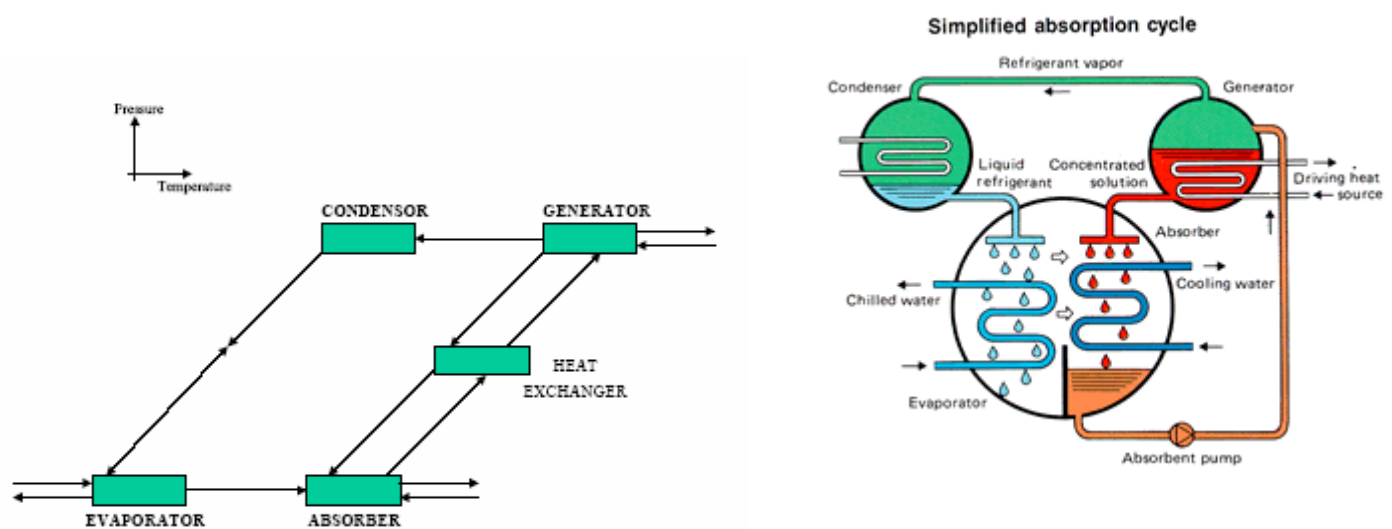 Pressure
Temperature
CONDENSOR
GENERATOR
HEAT
EXCHANGER
EVAPORATOR
ABSORBER
Simplified absorption cycle
Refrigerant vapor
Condenser
Generator
Liquid
refrigerant
Concentrated
solution
Driving heat
source
Absorber
Chilled water
Cooling water
Evaporator
Absorbent pump